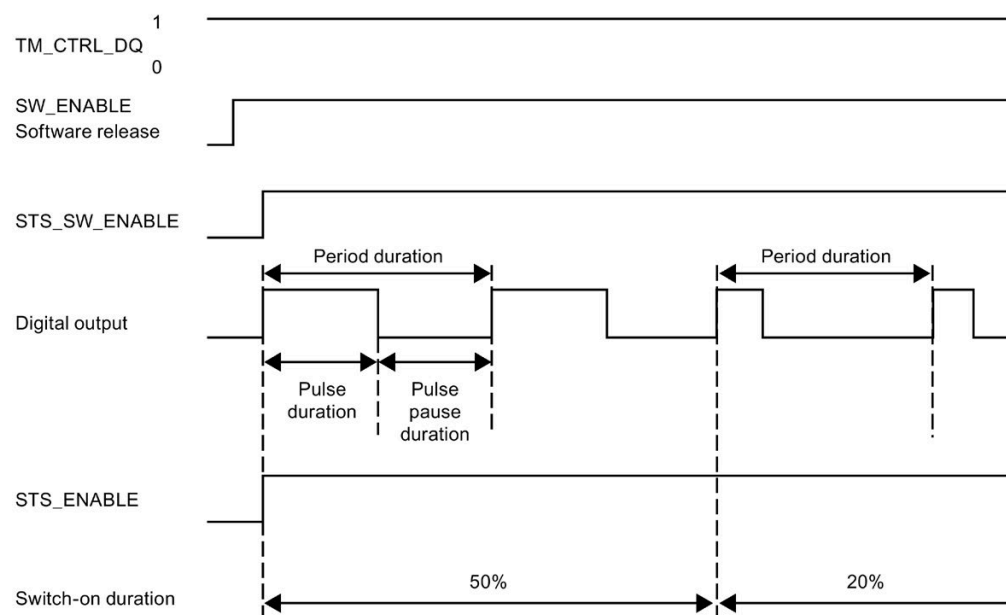 1
TM_CTRL_DQ
0
SW_ENABLE
Software release
STS_SW_ENABLE
Period duration
Period duration
Digital output
Pulse
duration
Pulse
pause
duration
STS_ENABLE
50%
20%
Switch-on duration